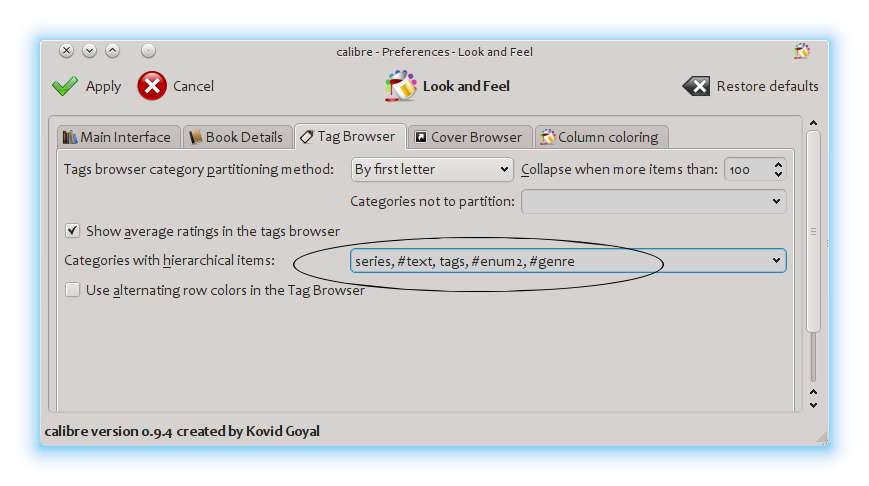 calibre - Preferences - Look and Feel
Apply Cancel Look and Feel Restore defaults
Main Interface Book Details Tag Browser Cover Browser Column coloring
Tags browser category partitioning method: By first letter Collapse when more items than: 100
Categories not to partition:
Show average ratings in the tags browser
Categories with hierarchical items: series, #text, tags, #enum2, #genre
Use alternating row colors in the Tag Browser
calibre version 0.9.4 created by Kovid Goyal